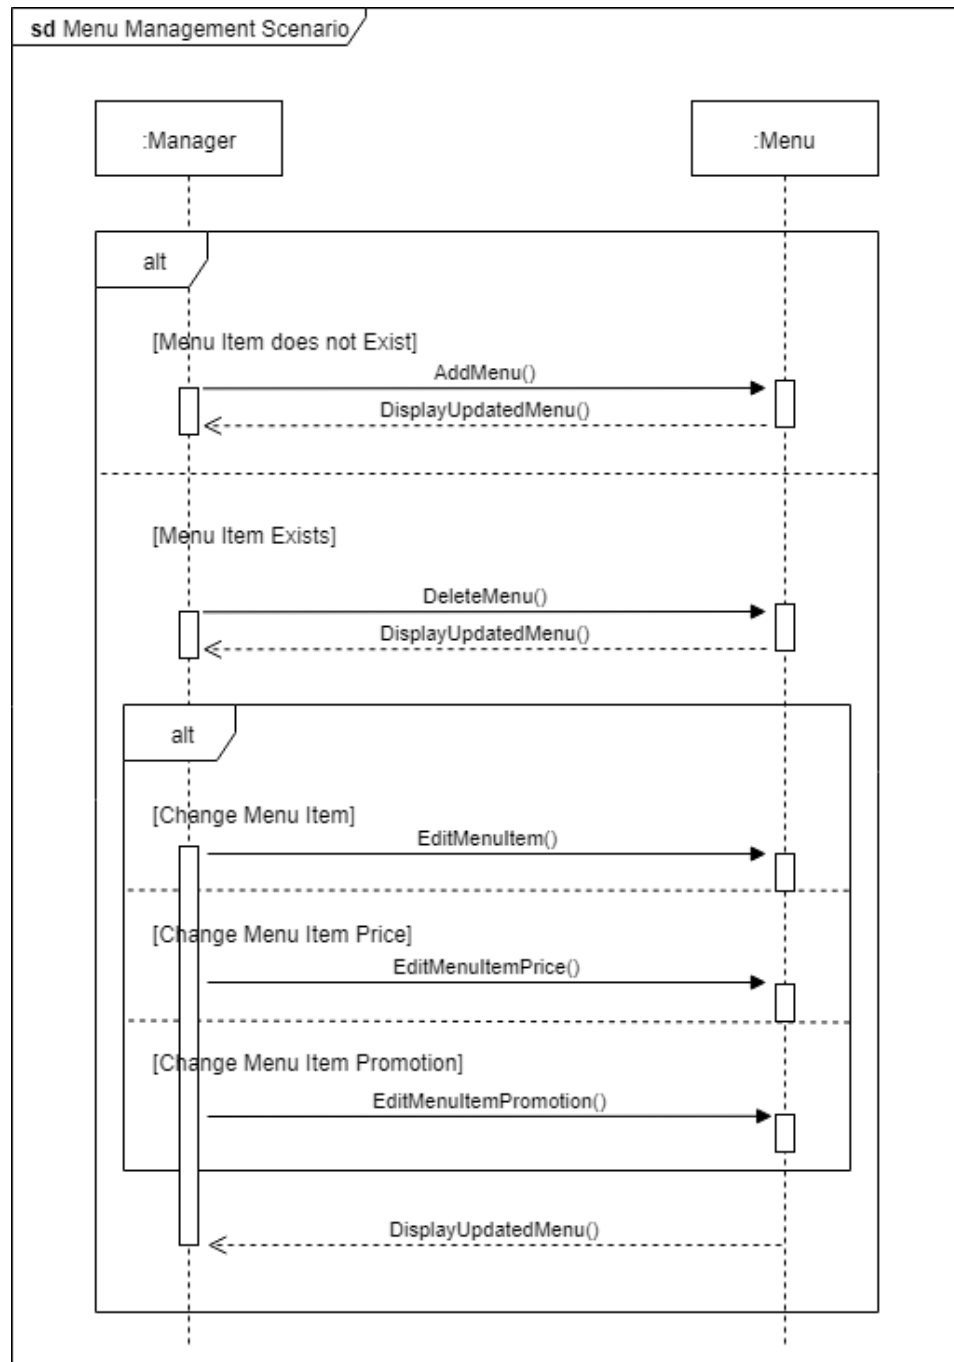 sd Menu Management Scenario
:Manager
:Menu
alt
[Menu Item does not Exist]
AddMenu()
DisplayUpdatedMenu()
[Menu Item Exists]
DeleteMenu()
DisplayUpdatedMenu()
alt
[Change Menu Item]
EditMenuItem()
[Change Menu Item Price]
EditMenuItemPrice()
[Change Menu Item Promotion]
EditMenuItemPromotion()
DisplayUpdatedMenu()